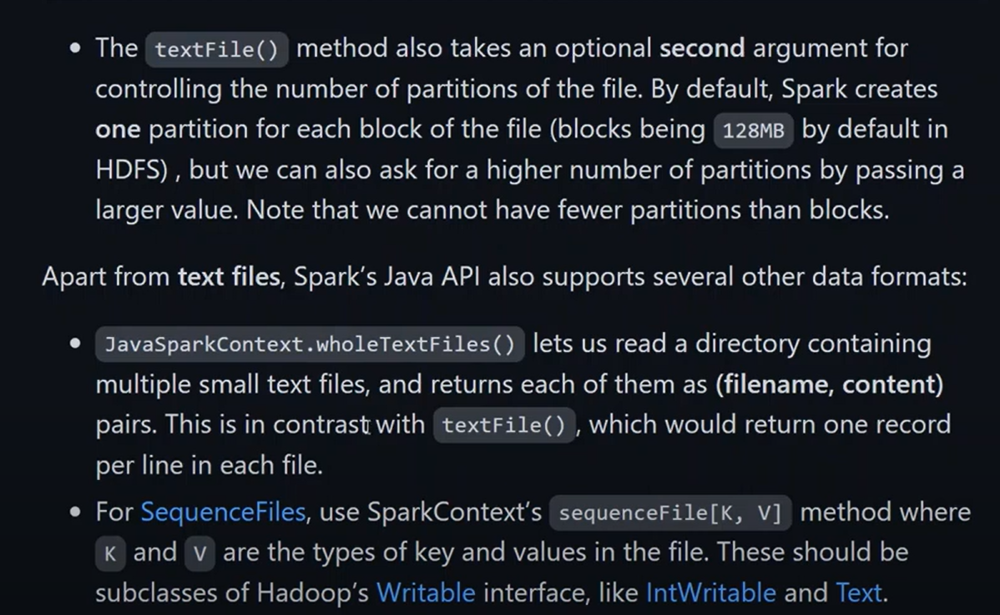 • The textFile() method also takes an optional second argument for
controlling the number of partitions of the file. By default, Spark creates
one partition for each block of the file (blocks being 128MB by default in
HDFS) , but we can also ask for a higher number of partitions by passing a
larger value. Note that we cannot have fewer partitions than blocks.
Apart from text files, Spark’s Java API also supports several other data formats:
• JavaSparkContext.wholeTextFiles() lets us read a directory containing
multiple small text files, and returns each of them as (filename, content)
pairs. This is in contrast with textFile(), which would return one record
per line in each file.
• For SequenceFiles, use SparkContext’s sequenceFile[K, V] method where
K and V are the types of key and values in the file. These should be
subclasses of Hadoop’s Writable interface, like IntWritable and Text.